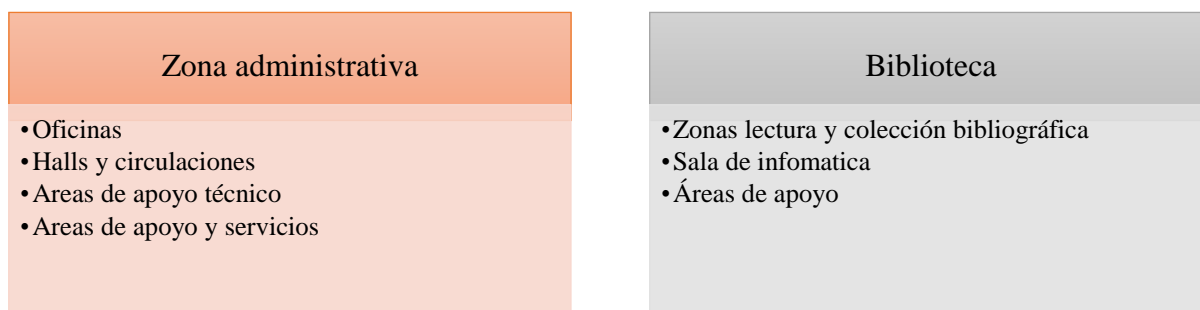 Zona administrativa
•Oficinas
•Halls y circulaciones
•Areas de apoyo técnico
•Areas de apoyo y servicios
Biblioteca
•Zonas lectura y colección bibliográfica
•Sala de infomatica
•Áreas de apoyo